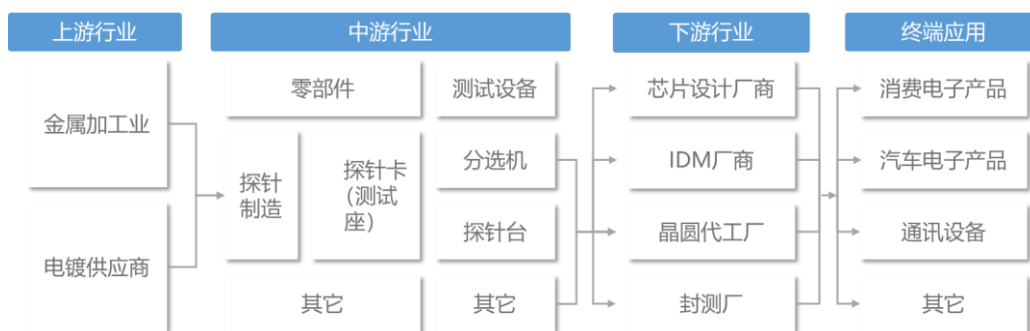 上游行业
中游行业
下游行业
终端应用
金属加工业
电镀供应商
零部件
测试设备
探针
制造
探针卡
（测试
座）
分选机
探针台
其它
其它
芯片设计厂商
IDM厂商
晶圆代工厂
封测厂
消费电子产品
汽车电子产品
通讯设备
其它